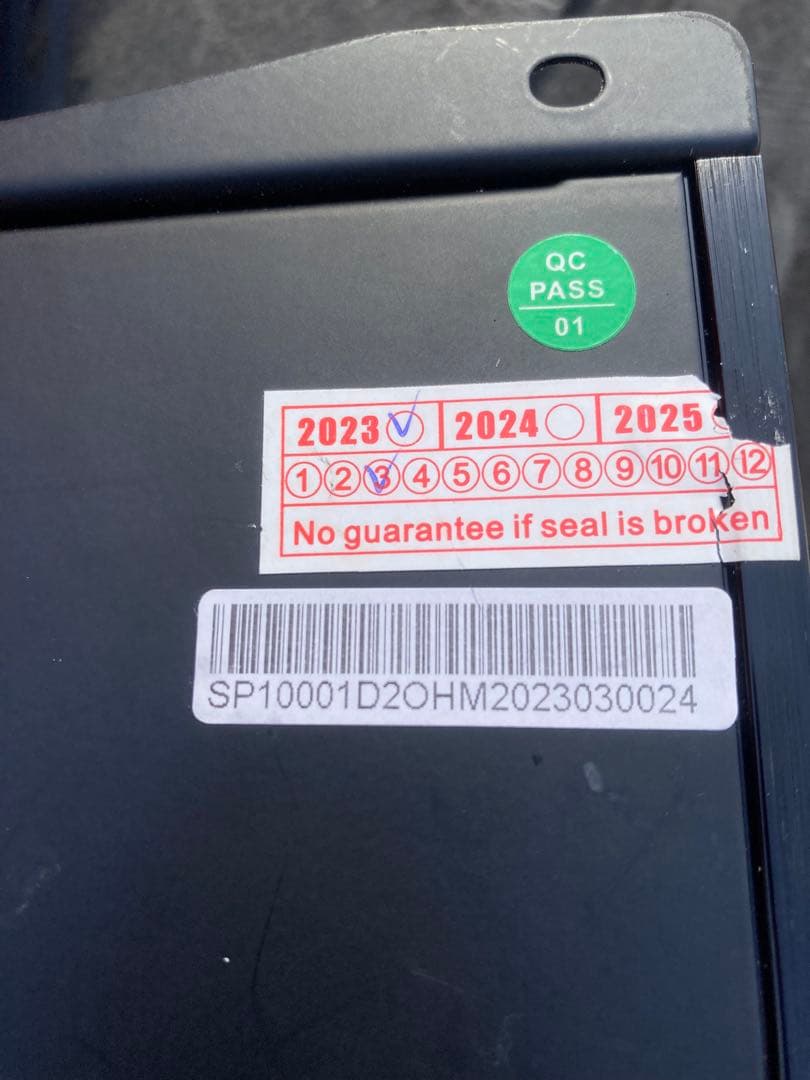 QC
PASS
01
2023 2024 2025
1 2 3 4 5 6 7 8 9 10 11 12
No guarantee if seal is broken
SP10001D2OHM2023030024